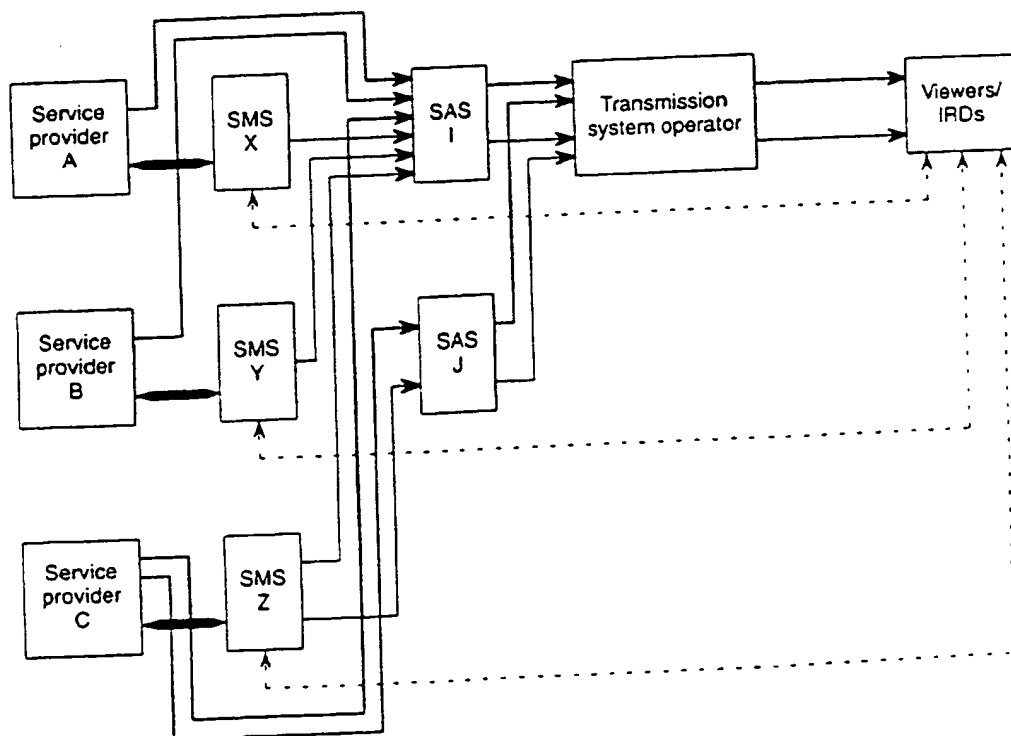 Service
provider
A
SMS
X
SAS
I
Transmission
system operator
Viewers/
IRDs
Service
provider
B
SMS
Y
SAS
J
Service
provider
C
SMS
Z